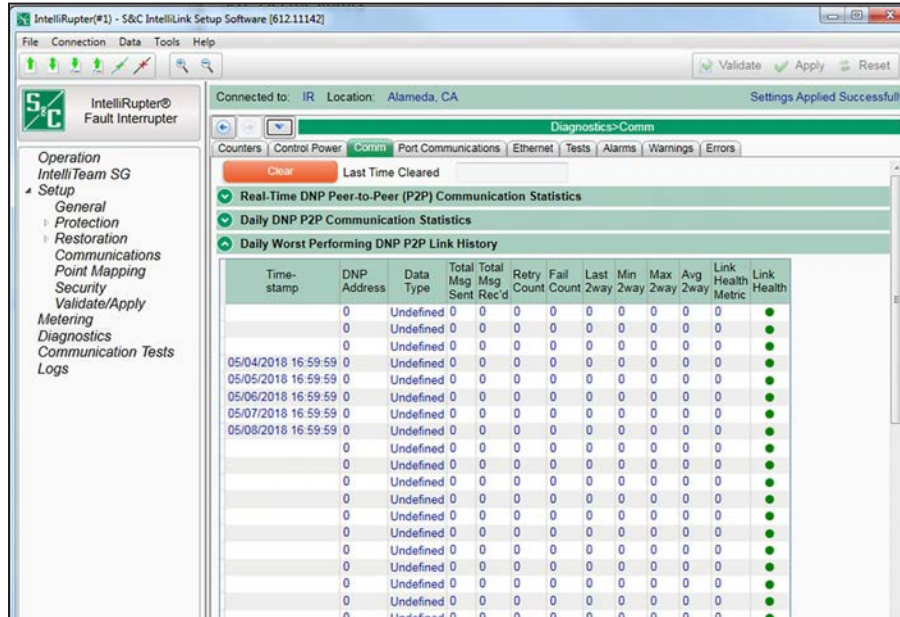 IntelliRupter(#1) - S&C IntelliLink Setup Software [612.11142]
File Connection Data Tools Help
Validate Apply Reset
S&C
IntelliRupter®
Fault Interrupter
Connected to: IR Location: Alameda, CA Settings Applied Successfull
Diagnostics>Comm
Counters Control Power Comm Port Communications Ethernet Tests Alarms Warnings Errors
Operation
IntelliTeam SG
Setup
General
Protection
Restoration
Communications
Point Mapping
Security
Validate/Apply
Metering
Diagnostics
Communication Tests
Logs
Clear Last Time Cleared
Real-Time DNP Peer-to-Peer (P2P) Communication Statistics
Daily DNP P2P Communication Statistics
Daily Worst Performing DNP P2P Link History
Time-stamp DNP Address Data Type Total Msg Sent Total Msg Rec'd Retry Count Fail Count Last 2way Min 2way Max 2way Avg 2way Link Health Metric Link Health
0 Undefined 0 0 0 0 0 0 0 0 0
0 Undefined 0 0 0 0 0 0 0 0 0
0 Undefined 0 0 0 0 0 0 0 0 0
05/04/2018 16:59:59 0 Undefined 0 0 0 0 0 0 0 0 0
05/05/2018 16:59:59 0 Undefined 0 0 0 0 0 0 0 0 0
05/06/2018 16:59:59 0 Undefined 0 0 0 0 0 0 0 0 0
05/07/2018 16:59:59 0 Undefined 0 0 0 0 0 0 0 0 0
05/08/2018 16:59:59 0 Undefined 0 0 0 0 0 0 0 0 0
0 Undefined 0 0 0 0 0 0 0 0 0
0 Undefined 0 0 0 0 0 0 0 0 0
0 Undefined 0 0 0 0 0 0 0 0 0
0 Undefined 0 0 0 0 0 0 0 0 0
0 Undefined 0 0 0 0 0 0 0 0 0
0 Undefined 0 0 0 0 0 0 0 0 0
0 Undefined 0 0 0 0 0 0 0 0 0
0 Undefined 0 0 0 0 0 0 0 0 0
0 Undefined 0 0 0 0 0 0 0 0 0
0 Undefined 0 0 0 0 0 0 0 0 0